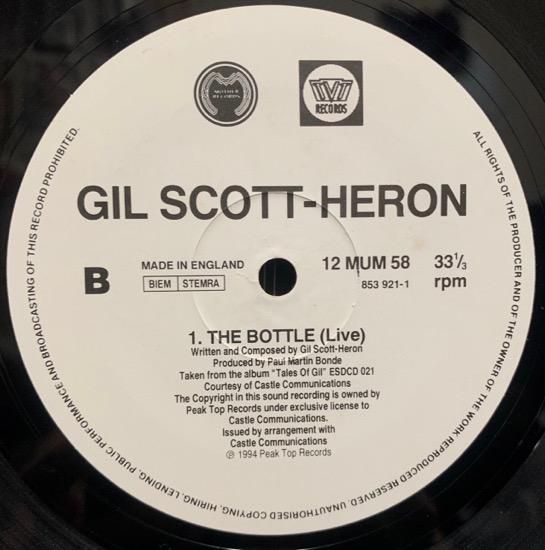 MOTHER
RECORDS
TVT
RECORDS
GIL SCOTT-HERON
B
MADE IN ENGLAND
BIEM STEMRA
12 MUM 58 33 1/3
853 921-1 rpm
1. THE BOTTLE (Live)
Written and Composed by Gil Scott-Heron
Produced by Paul Martin Bonde
Taken from the album "Tales Of Gil" ESDCD 021
Courtesy of Castle Communications
The Copyright in this sound recording is owned by
Peak Top Records under exclusive license to
Castle Communications.
Issued by arrangement with
Castle Communications
℗ 1994 Peak Top Records
ALL RIGHTS OF THE PRODUCER AND OF THE OWNER OF THE WORK REPRODUCED RESERVED. UNAUTHORISED COPYING, HIRING, LENDING, PUBLIC PERFORMANCE AND BROADCASTING OF THIS RECORD PROHIBITED.